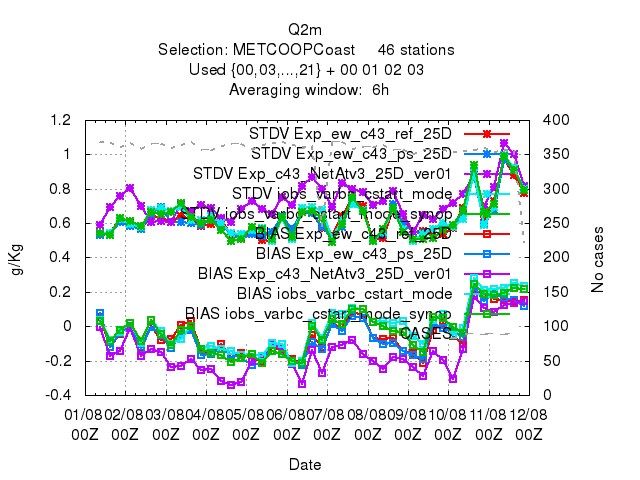 Q2m
Selection: METCOOPCoast 46 stations
Used {00,03,...,21} + 00 01 02 03
Averaging window: 6h
1.2
1
0.8
0.6
0.4
0.2
0
-0.2
-0.4
g/Kg
400
350
300
250
200
150
100
50
0
No cases
STDV Exp_ew_c43_ref_25D
STDV Exp_ew_c43_ps_25D
STDV Exp_c43_NetAtv3_25D_ver01
STDV iobs_varbc_cstart_mode
STDV iobs_varbc_cstart_mode_synop
BIAS Exp_ew_c43_ref_25D
BIAS Exp_ew_c43_ps_25D
BIAS Exp_c43_NetAtv3_25D_ver01
BIAS iobs_varbc_cstart_mode
BIAS iobs_varbc_cstart_mode_synop
CASES
01/08 02/08 03/08 04/08 05/08 06/08 07/08 08/08 09/08 10/08 11/08 12/08
00Z 00Z 00Z 00Z 00Z 00Z 00Z 00Z 00Z 00Z 00Z 00Z
Date